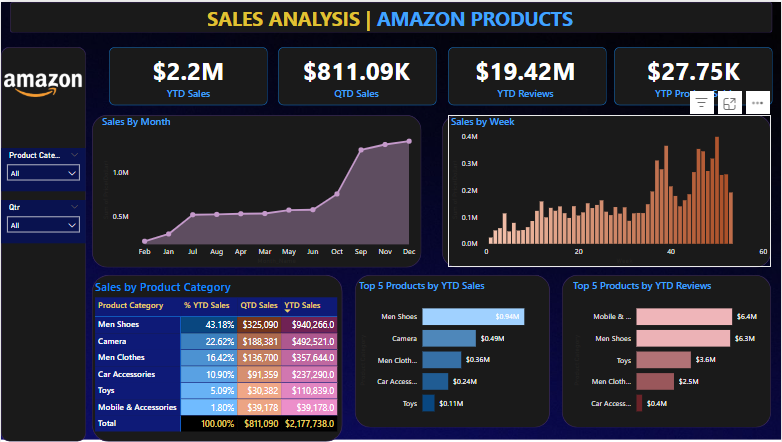 SALES ANALYSIS | AMAZON PRODUCTS
amazon
$2.2M
YTD Sales
$811.09K
QTD Sales
$19.42M
YTD Reviews
$27.75K
YTP Pro
Product Cate...
All
Qtr
All
Sales By Month
1.0M
0.5M
Feb Jan Jul Aug Apr Mar May Jun Oct Sep Nov Dec
Sales by Week
0.4M
0.3M
0.2M
0.1M
0.0M
0 20 40 60
Sales by Product Category
Product Category % YTD Sales QTD Sales YTD Sales
Men Shoes 43.18% $325,090 $940,266.0
Camera 22.62% $188,381 $492,521.0
Men Clothes 16.42% $136,700 $357,644.0
Car Accessories 10.90% $91,359 $237,290.0
Toys 5.09% $30,382 $110,839.0
Mobile & Accessories 1.80% $39,178 $39,178.0
Total 100.00% $811,090 $2,177,738.0
Top 5 Products by YTD Sales
Men Shoes $0.94M
Camera $0.49M
Men Cloth... $0.36M
Car Access... $0.24M
Toys $0.11M
Top 5 Products by YTD Reviews
Mobile & ... $6.4M
Men Shoes $6.3M
Toys $3.6M
Men Cloth... $2.5M
Car Access... $0.4M